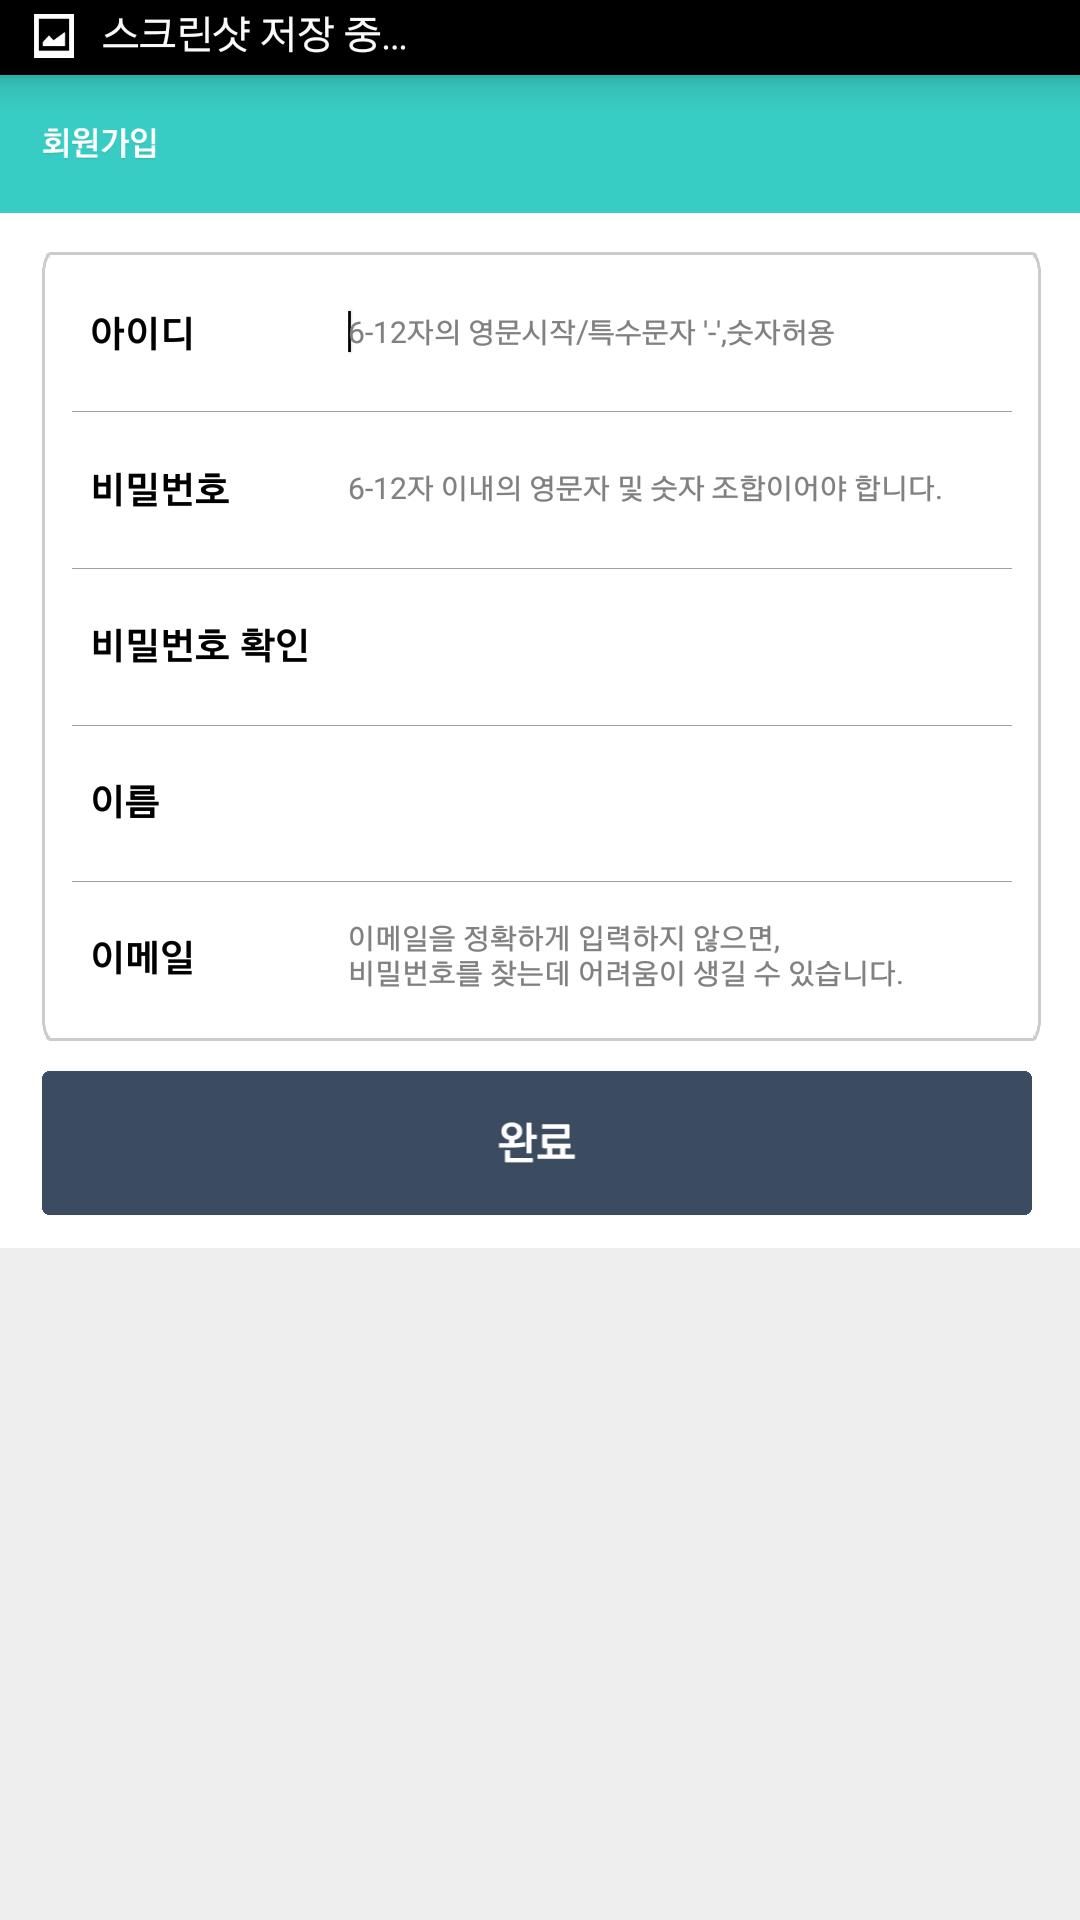 스크린샷 저장 중...
회원가입
아이디
6-12자의 영문시작/특수문자 '-',숫자허용
비밀번호
6-12자 이내의 영문자 및 숫자 조합이어야 합니다.
비밀번호 확인
이름
이메일
이메일을 정확하게 입력하지 않으면,
비밀번호를 찾는데 어려움이 생길 수 있습니다.
완료